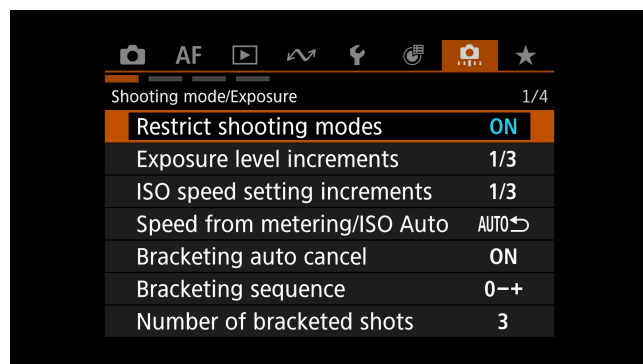 AF
Shooting mode/Exposure 1/4
Restrict shooting modes ON
Exposure level increments 1/3
ISO speed setting increments 1/3
Speed from metering/ISO Auto AUTO
Bracketing auto cancel ON
Bracketing sequence 0−+
Number of bracketed shots 3